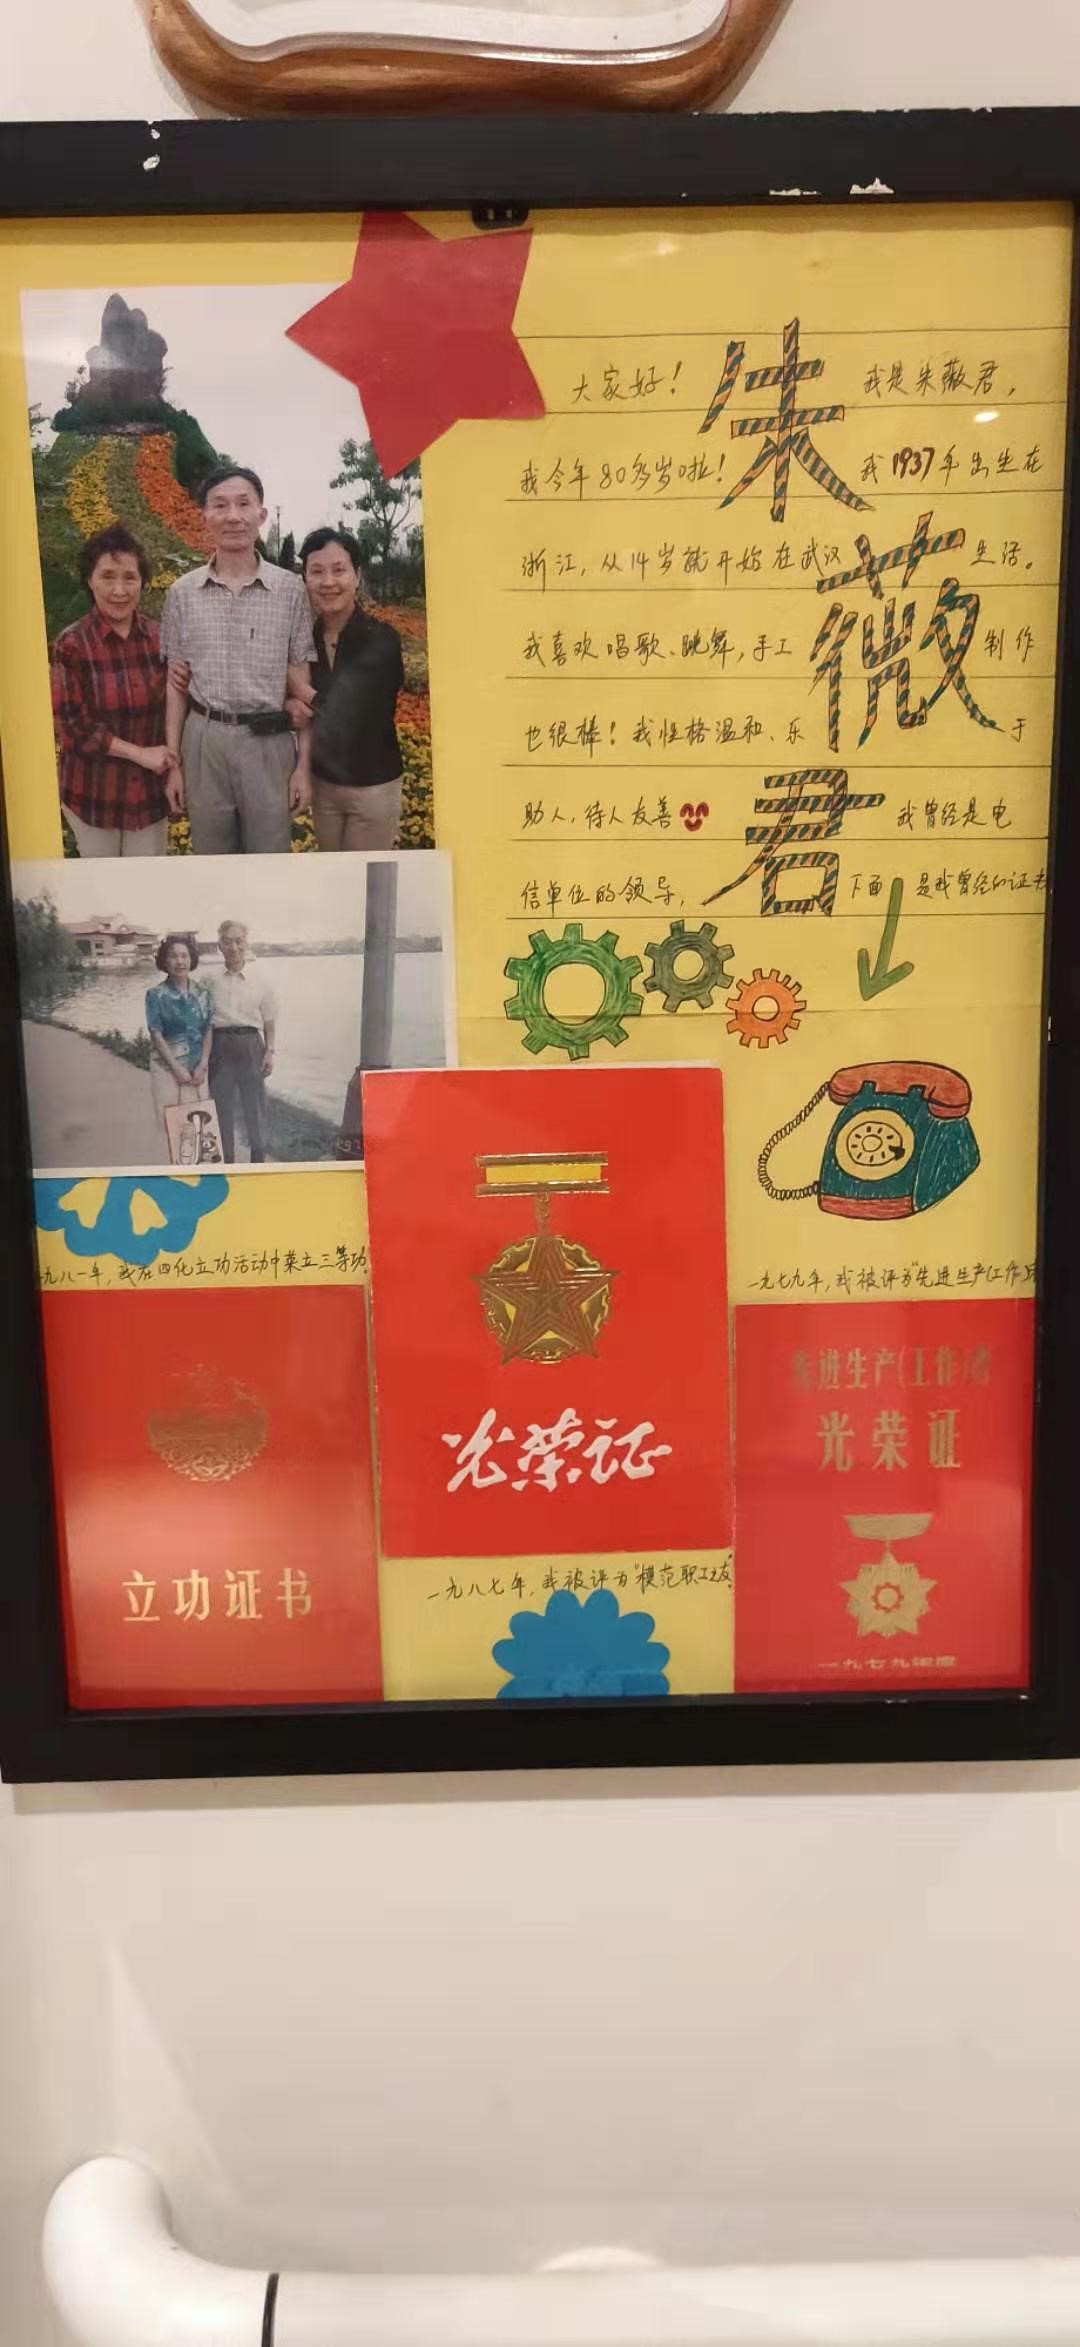 大家好! 朱 我是朱薇君,
我今年80多岁啦! 我1937年出生在
浙江,从14岁就开始在武汉 薇 生活。
我喜欢唱歌、跳舞,手工 制作
也很棒!我性格温和、乐 于
助人,待人友善 君 我曾经是电
信单位的领导, 下面 是我曾经的证书
一九八一年,我在四化立功活动中荣立三等功。
一九七九年,我被评为"先进生产(工作)者
先进生产(工作)者
光荣证
光荣证
立功证书
一九八七年,我被评为"模范职工之友"
一九七九年度